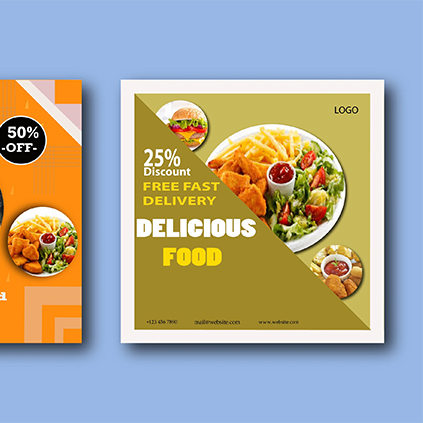 50%
-OFF-
d
LOGO
25%
Discount
FREE FAST
DELIVERY
DELICIOUS
FOOD
+123 456 7890 mail@website.com www.website.com